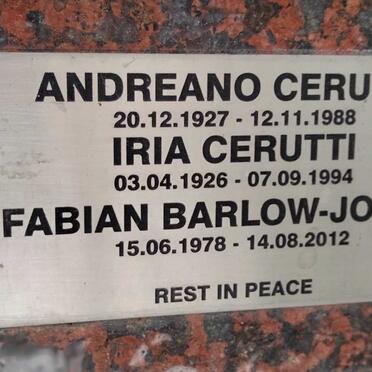 ANDREANO CERU
20.12.1927 - 12.11.1988
IRIA CERUTTI
03.04.1926 - 07.09.1994
FABIAN BARLOW-JO
15.06.1978 - 14.08.2012
REST IN PEACE